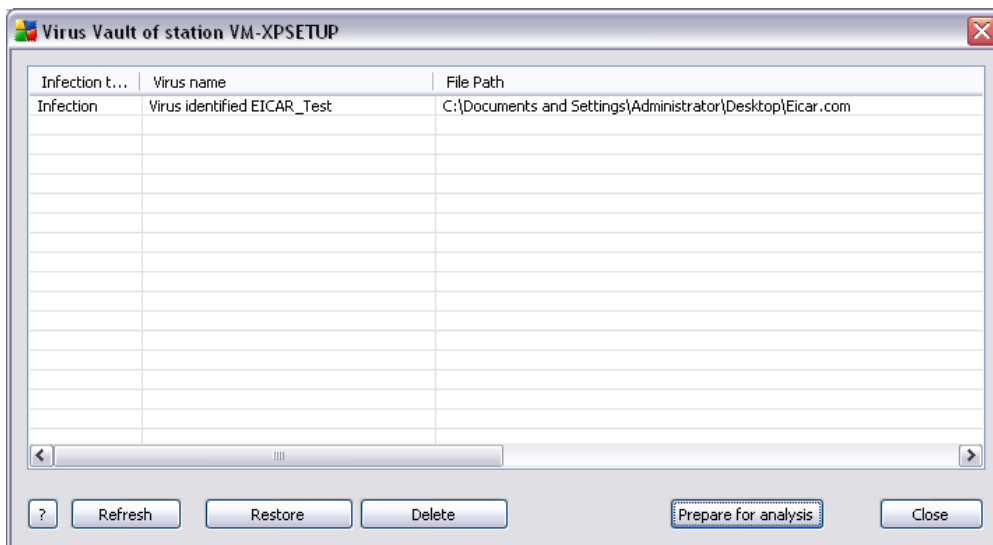 Virus Vault of station VM-XPSETUP
Infection t... Virus name File Path
Infection Virus identified EICAR_Test C:\Documents and Settings\Administrator\Desktop\Eicar.com
? Refresh Restore Delete Prepare for analysis Close